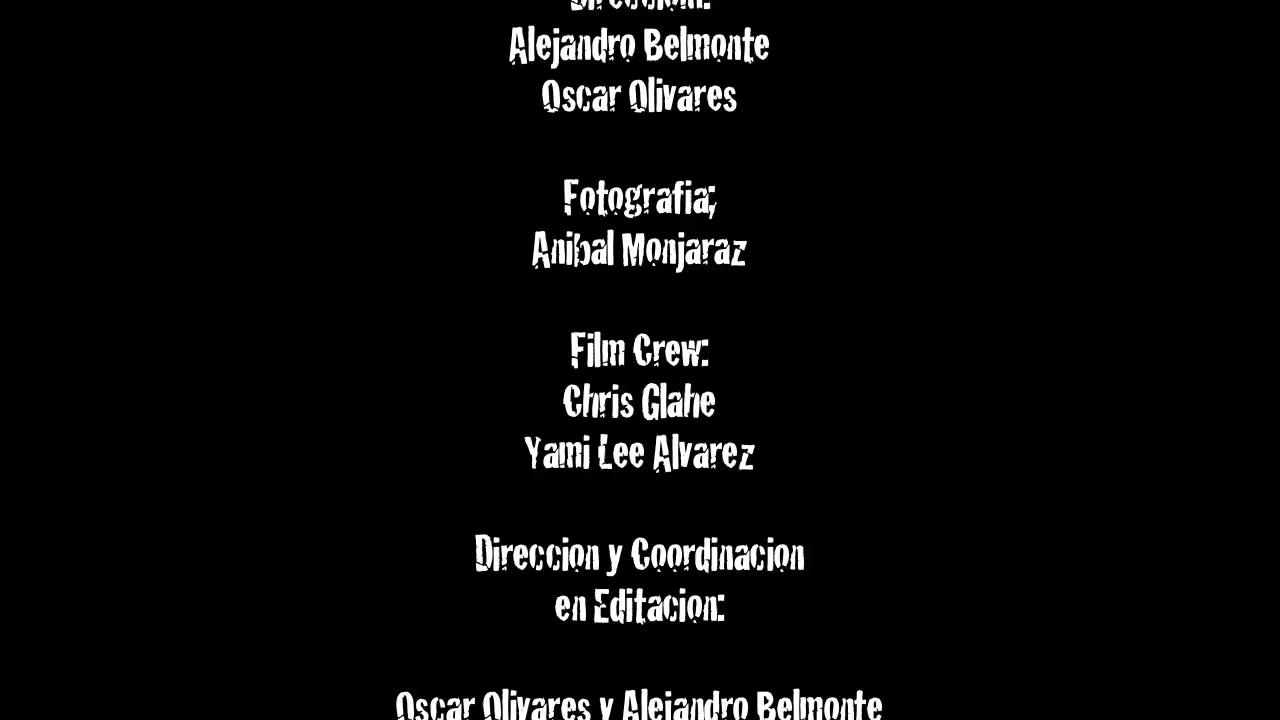 Direccion:
Alejandro Belmonte
Oscar Olivares
Fotografia;
Anibal Monjaraz
Film Crew:
Chris Glahe
Yami Lee Alvarez
Direccion y Coordinacion
en Editacion:
Oscar Olivares y Alejandro Belmonte